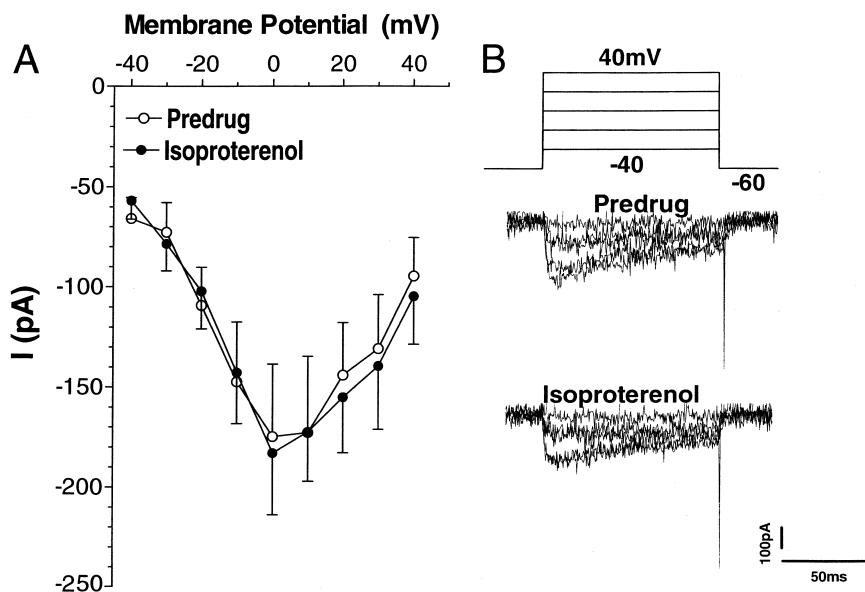 Membrane Potential (mV)
A
-40 -20 0 20 40
0
Predrug
Isoproterenol
-50
-100
-150
-200
-250
I (pA)
B
40mV
-40
-60
Predrug
Isoproterenol
100pA
50ms